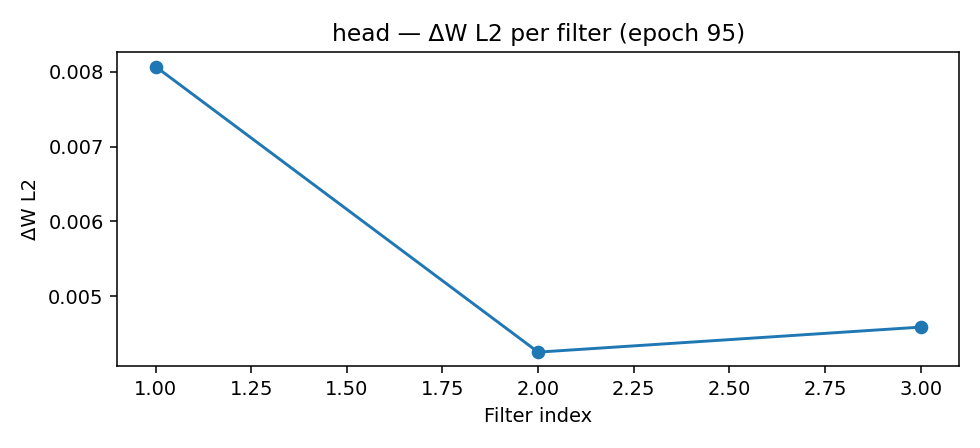 head — ΔW L2 per filter (epoch 95)
ΔW L2
0.008
0.007
0.006
0.005
1.00 1.25 1.50 1.75 2.00 2.25 2.50 2.75 3.00
Filter index